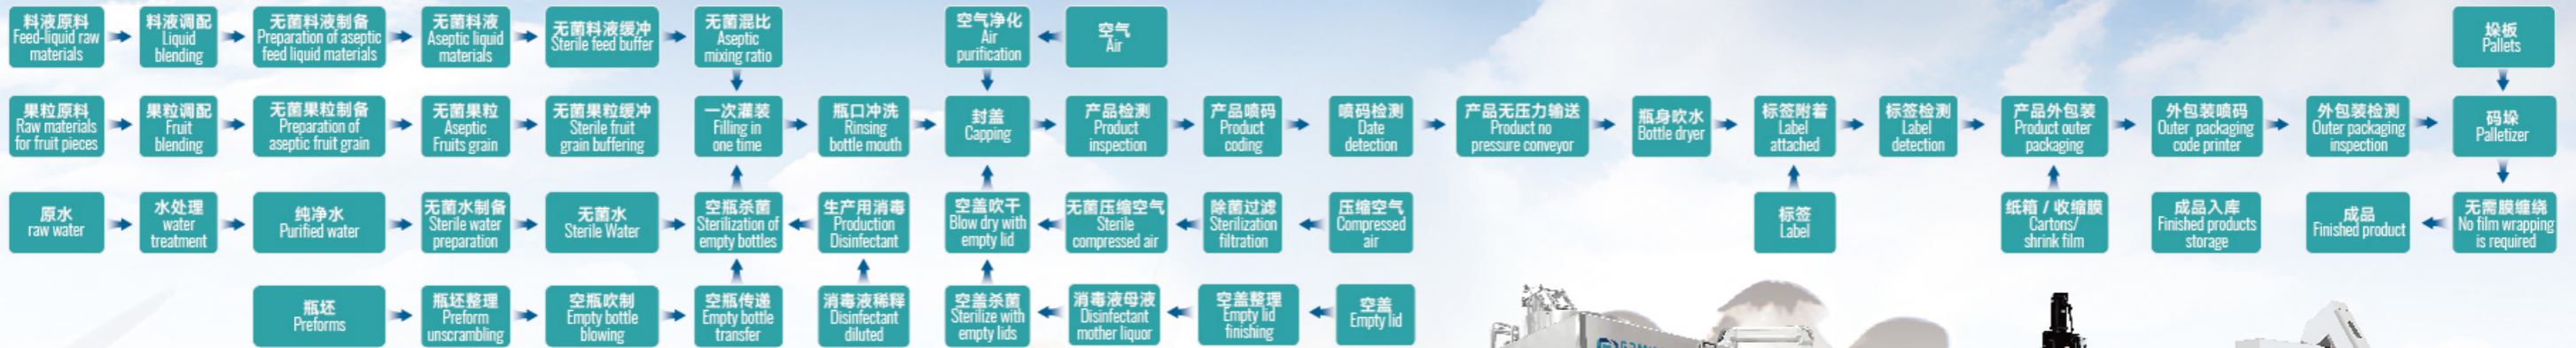 料液原料
Feed-liquid raw
materials
料液调配
Liquid
blending
无菌料液制备
Preparation of aseptic
feed liquid materials
无菌料液
Aseptic liquid
materials
无菌料液缓冲
Sterile feed buffer
无菌混比
Aseptic
mixing ratio
空气净化
Air
purification
空气
Air
垛板
Pallets
果粒原料
Raw materials
for fruit pieces
果粒调配
Fruit
blending
无菌果粒制备
Preparation of
aseptic fruit grain
无菌果粒
Aseptic
Fruits grain
无菌果粒缓冲
Sterile fruit
grain buffering
一次灌装
Filling in
one time
瓶口冲洗
Rinsing
bottle mouth
封盖
Capping
产品检测
Product
inspection
产品喷码
Product
coding
喷码检测
Date
detection
产品无压力输送
Product no
pressure conveyor
瓶身吹水
Bottle dryer
标签附着
Label
attached
标签检测
Label
detection
产品外包装
Product outer
packaging
外包装喷码
Outer packaging
code printer
外包装检测
Outer packaging
inspection
码垛
Palletizer
原水
raw water
水处理
water
treatment
纯净水
Purified water
无菌水制备
Sterile water
preparation
无菌水
Sterile Water
空瓶杀菌
Sterilization of
empty bottles
生产用消毒
Production
Disinfectant
空盖吹干
Blow dry with
empty lid
无菌压缩空气
Sterile
compressed air
除菌过滤
Sterilization
filtration
压缩空气
Compressed
air
标签
Label
纸箱 / 收缩膜
Cartons/
shrink film
成品入库
Finished products
storage
成品
Finished product
无需膜缠绕
No film wrapping
is required
瓶坯
Preforms
瓶坯整理
Preform
unscrambling
空瓶吹制
Empty bottle
blowing
空瓶传递
Empty bottle
transfer
消毒液稀释
Disinfectant
diluted
空盖杀菌
Sterilize with
empty lids
消毒液母液
Disinfectant
mother liquor
空盖整理
Empty lid
finishing
空盖
Empty lid